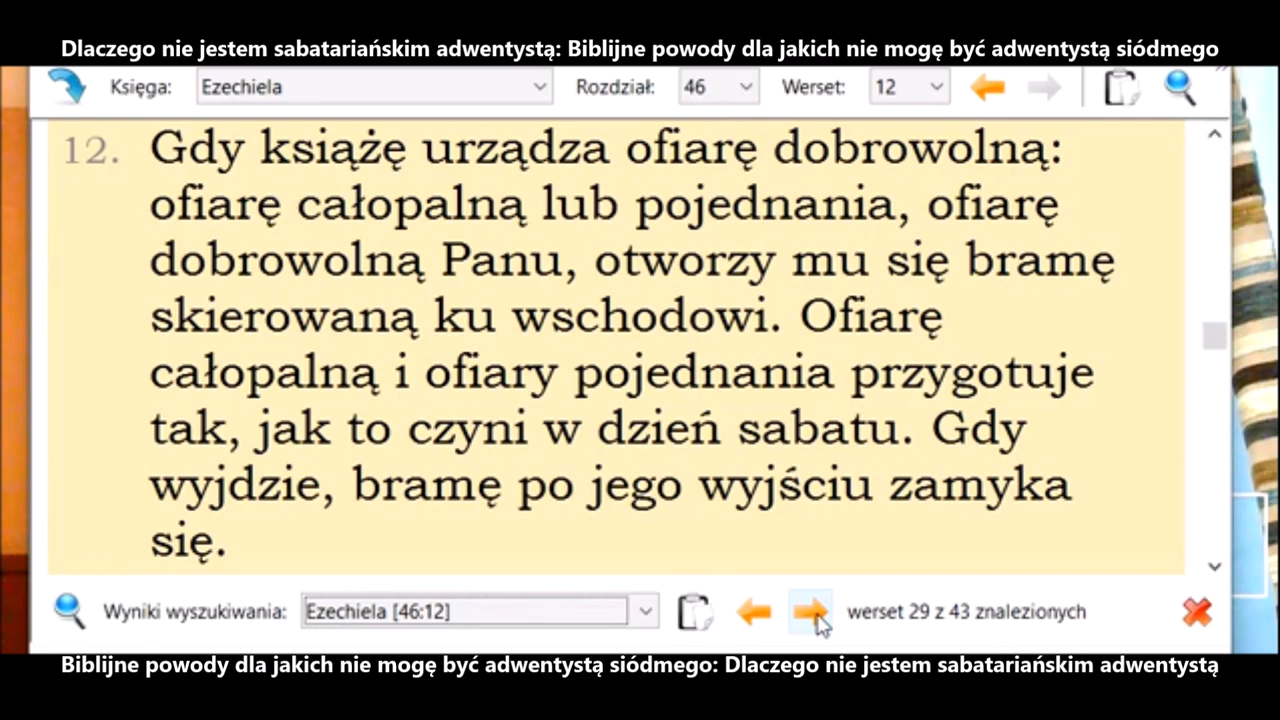 Dlaczego nie jestem sabatariańskim adwentystą: Biblijne powody dla jakich nie mogę być adwentystą siódmego
Księga: Ezechiela Rozdział: 46 Werset: 12
12. Gdy książę urządza ofiarę dobrowolną:
ofiarę całopalną lub pojednania, ofiarę
dobrowolną Panu, otworzy mu się bramę
skierowaną ku wschodowi. Ofiarę
całopalną i ofiary pojednania przygotuje
tak, jak to czyni w dzień sabatu. Gdy
wyjdzie, bramę po jego wyjściu zamyka
się.
Wyniki wyszukiwania: Ezechiela [46:12] werset 29 z 43 znalezionych
Biblijne powody dla jakich nie mogę być adwentystą siódmego: Dlaczego nie jestem sabatariańskim adwentystą